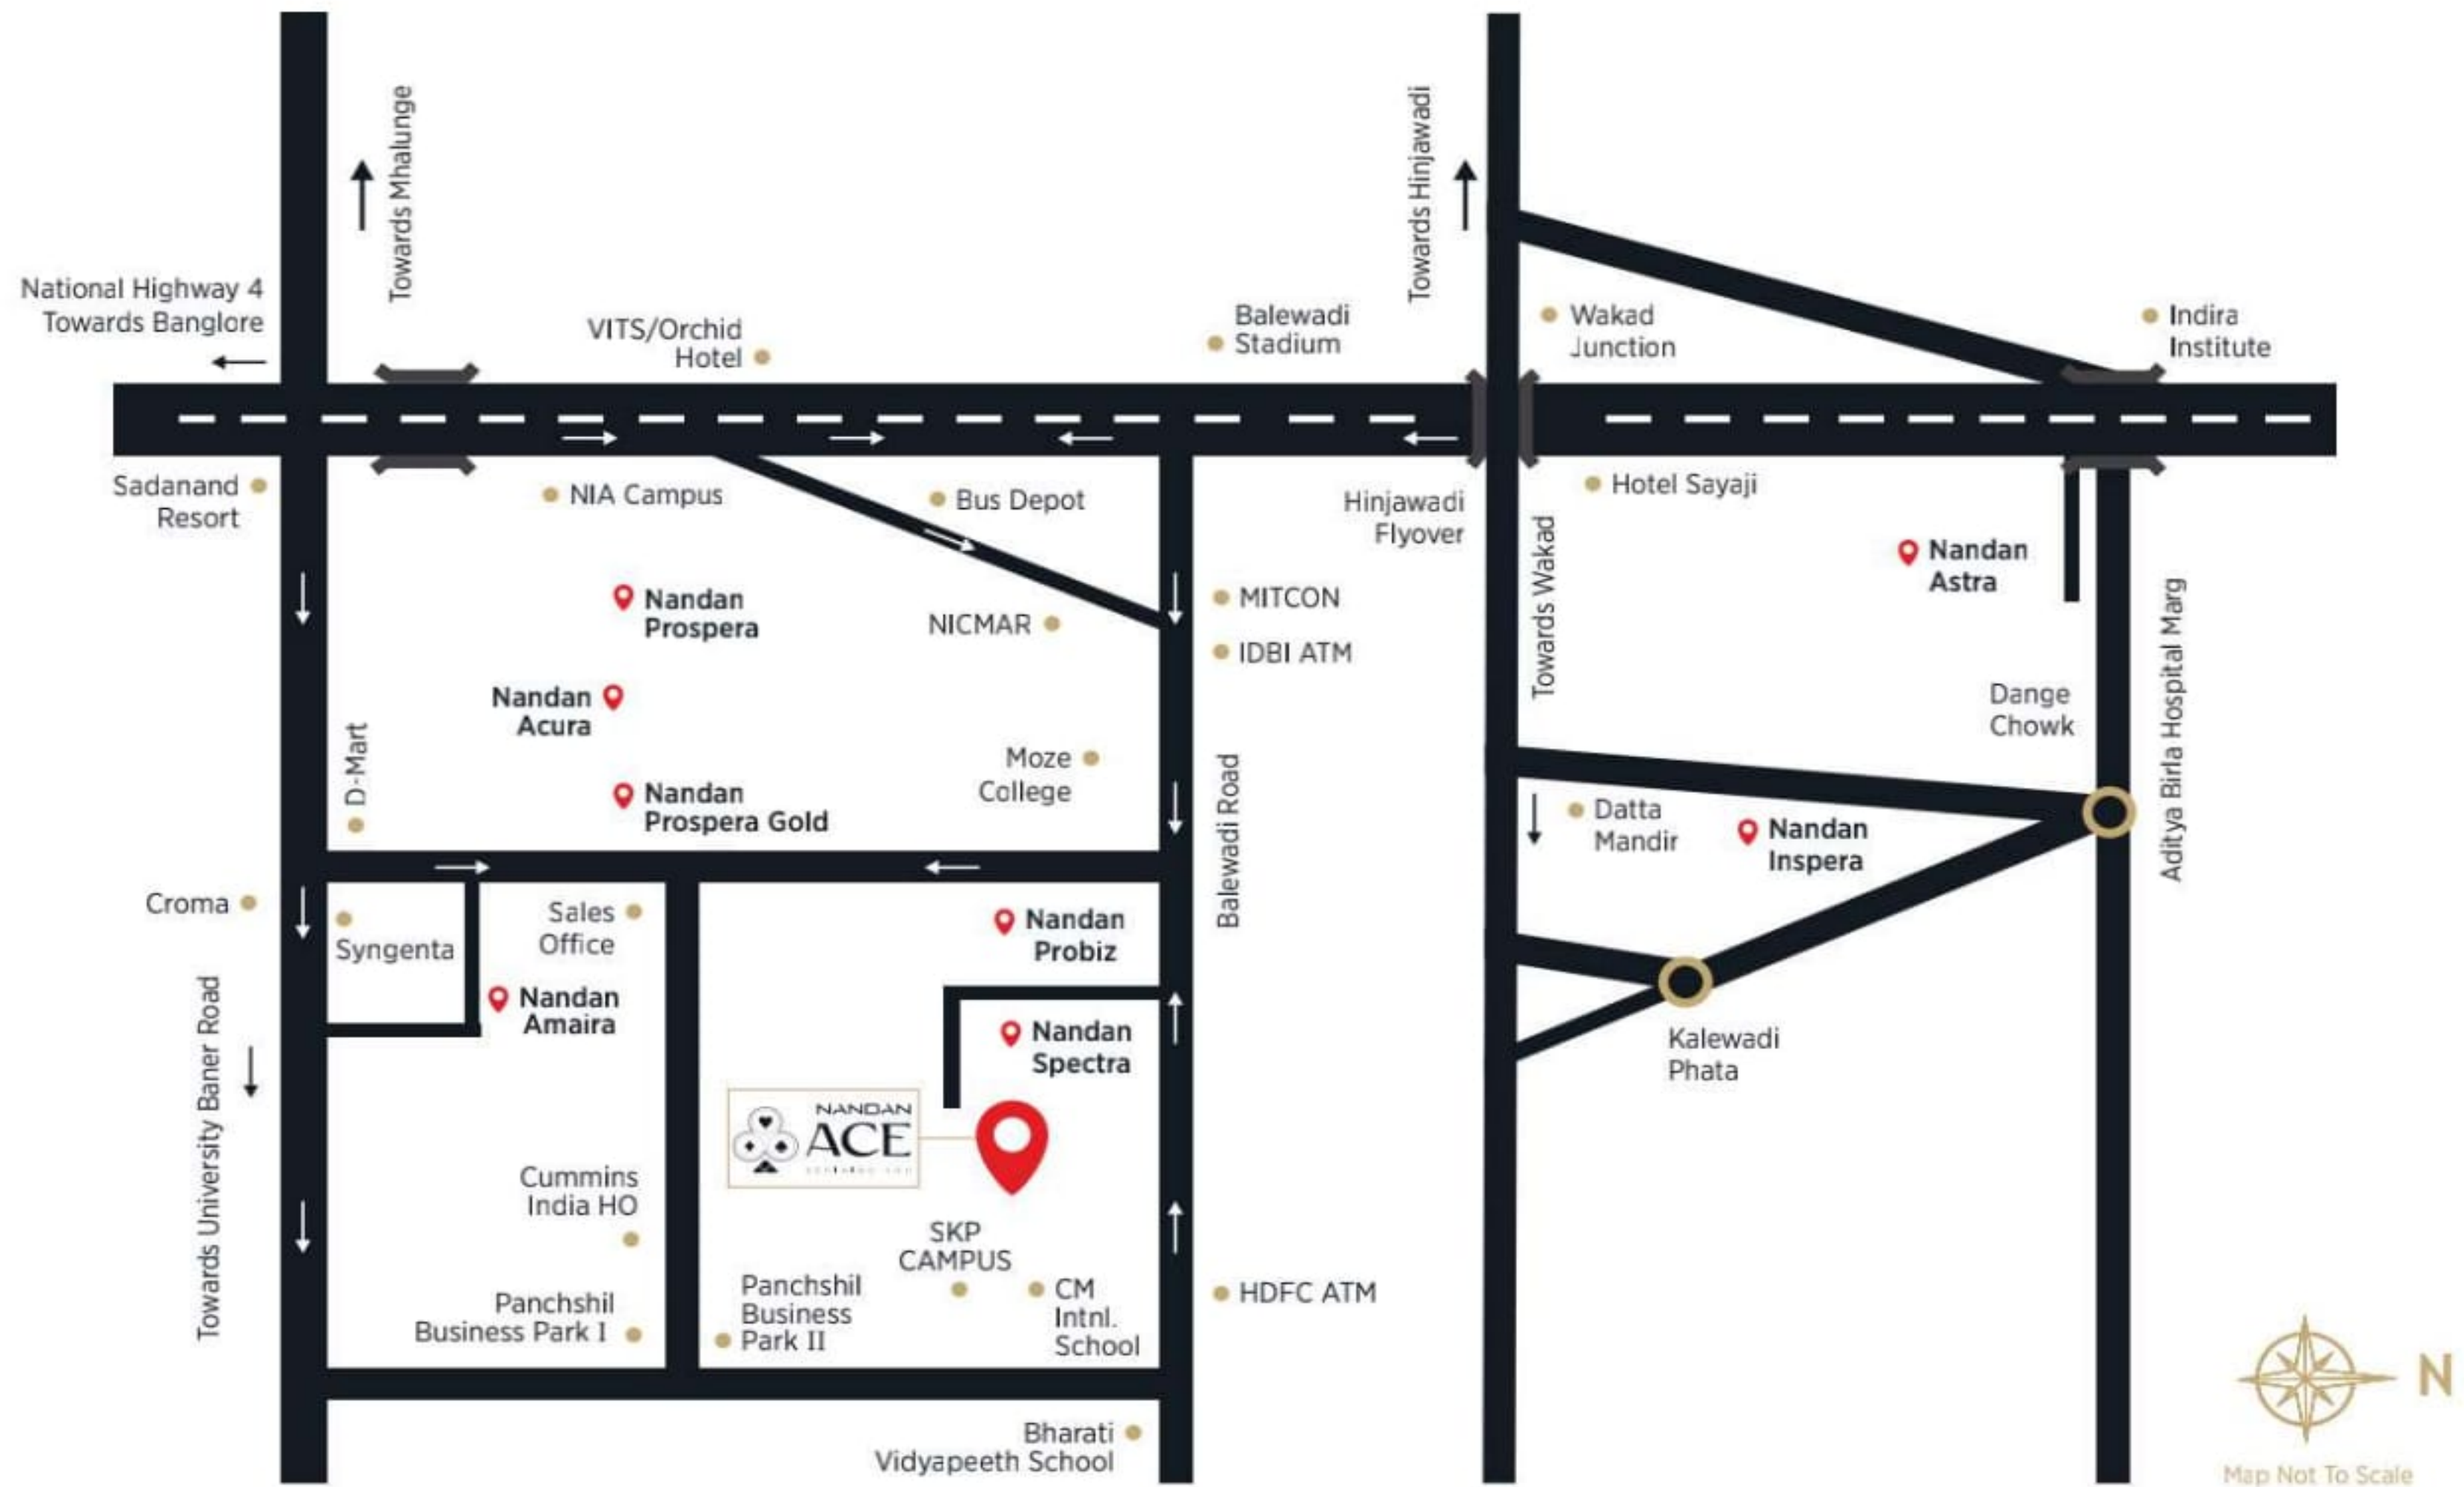 Towards Mhalunge
Towards Hinjawadi
National Highway 4
Towards Banglore
VITS/Orchid
Hotel
Balewadi
Stadium
Wakad
Junction
Indira
Institute
Sadanand
Resort
NIA Campus
Bus Depot
Hinjawadi
Flyover
Hotel Sayaji
Towards Wakad
Nandan
Astra
Nandan
Prospera
NICMAR
MITCON
IDBI ATM
Nandan
Acura
Dange
Chowk
Aditya Birla Hospital Marg
D-Mart
Nandan
Prospera Gold
Moze
College
Balewadi Road
Datta
Mandir
Nandan
Inspera
Croma
Syngenta
Sales
Office
Nandan
Probiz
Nandan
Amaira
Nandan
Spectra
Kalewadi
Phata
Towards University Baner Road
NANDAN
ACE
Cummins
India HO
SKP
CAMPUS
Panchshil
Business Park I
Panchshil
Business
Park II
CM
Intnl.
School
HDFC ATM
Bharati
Vidyapeeth School
N
Map Not To Scale